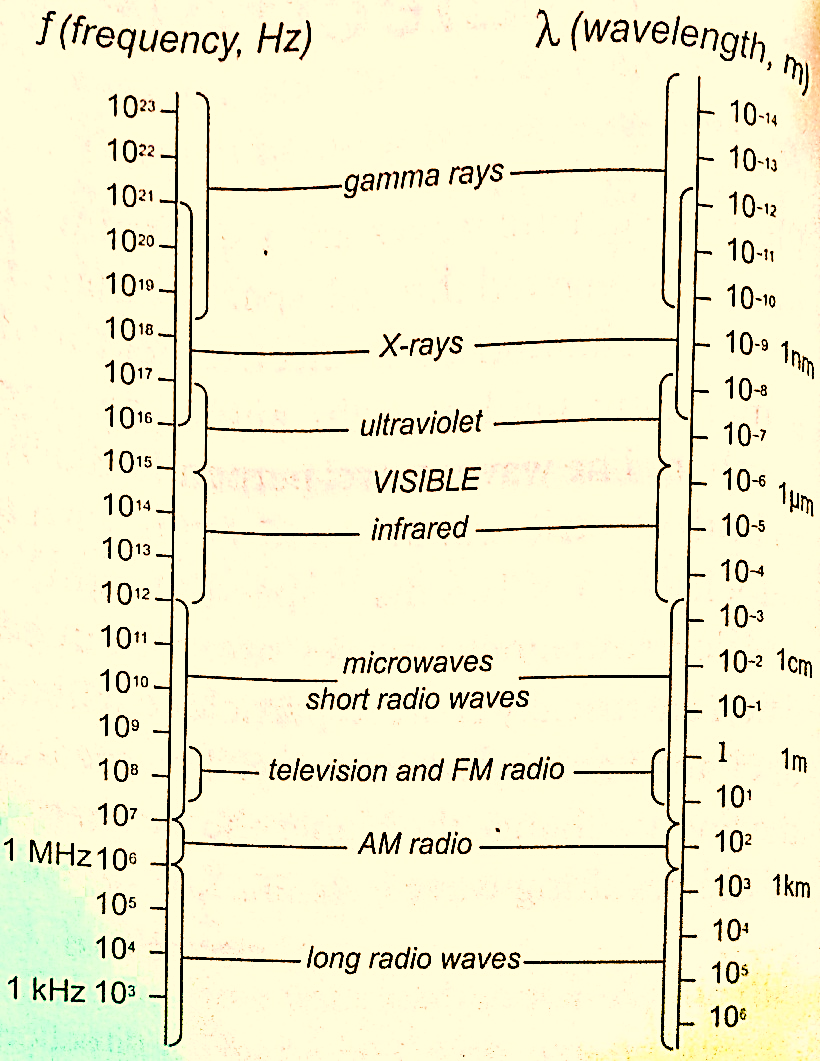 f (frequency, Hz) λ (wavelength, m)
10²³ 10⁻¹⁴
10²² 10⁻¹³
gamma rays
10²¹ 10⁻¹²
10²⁰ 10⁻¹¹
10¹⁹ 10⁻¹⁰
10¹⁸ X-rays 10⁻⁹ 1nm
10¹⁷ 10⁻⁸
10¹⁶ ultraviolet 10⁻⁷
10¹⁵ VISIBLE 10⁻⁶ 1μm
10¹⁴ infrared 10⁻⁵
10¹³ 10⁻⁴
10¹² 10⁻³
10¹¹ microwaves 10⁻² 1cm
10¹⁰ short radio waves 10⁻¹
10⁹ 1 1m
10⁸ television and FM radio
10⁷ 10¹
AM radio 10²
1 MHz 10⁶ 10³ 1km
10⁵ 10⁴
10⁴ long radio waves 10⁵
1 kHz 10³ 10⁶